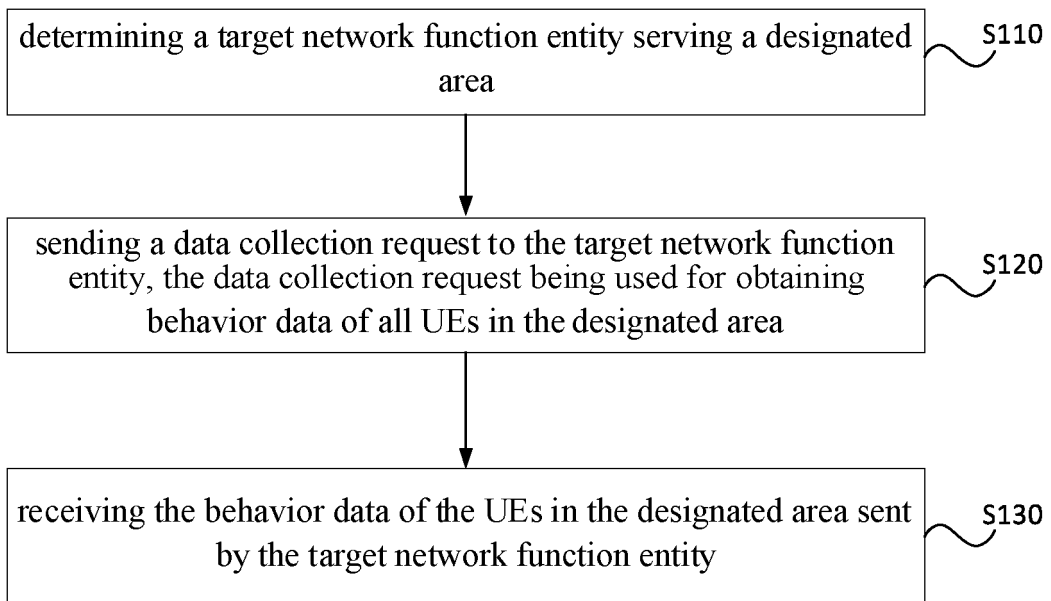 determining a target network function entity serving a designated
area
S110
sending a data collection request to the target network function
entity, the data collection request being used for obtaining
behavior data of all UEs in the designated area
S120
receiving the behavior data of the UEs in the designated area sent
by the target network function entity
S130